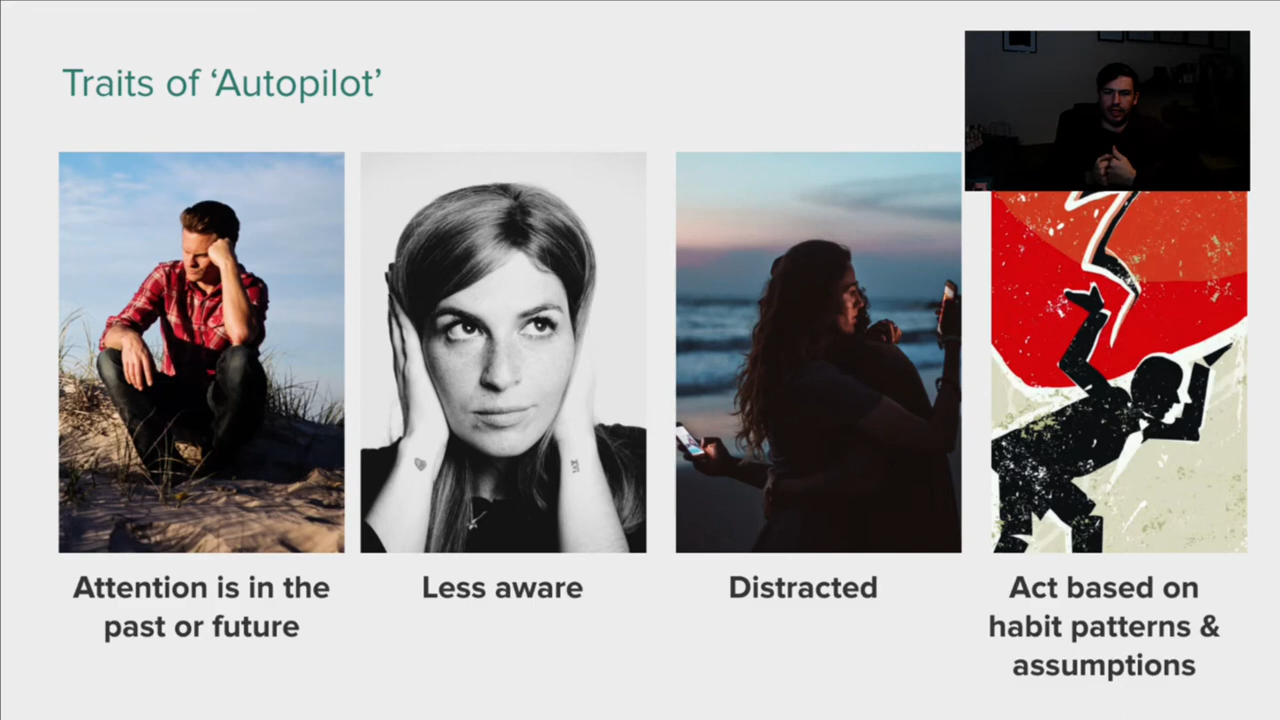 Traits of ‘Autopilot’
Attention is in the
past or future
Less aware
Distracted
Act based on
habit patterns &
assumptions